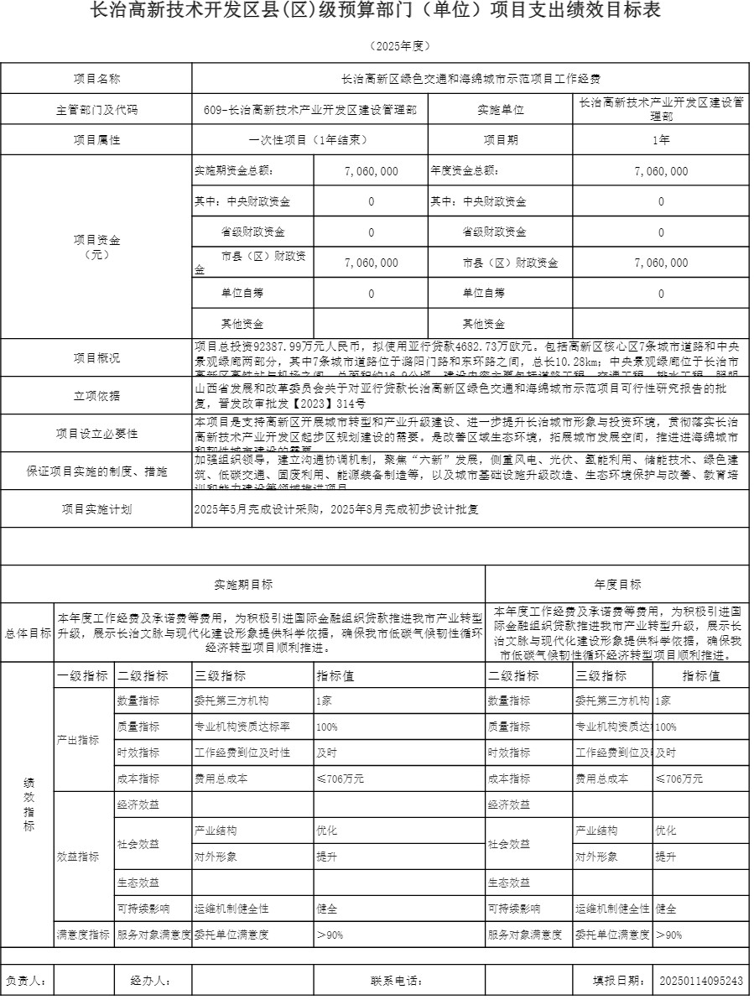 长治高新技术开发区县(区)级预算部门（单位）项目支出绩效目标表
（2025年度）
项目名称 长治高新区绿色交通和海绵城市示范项目工作经费
主管部门及代码 609-长治高新技术产业开发区建设管理部 实施单位 长治高新技术产业开发区建设管
理部
项目属性 一次性项目（1年结束） 项目期 1年
项目资金
（元）
实施期资金总额： 7,060,000 年度资金总额： 7,060,000
其中：中央财政资金 0 其中：中央财政资金 0
省级财政资金 0 省级财政资金 0
市县（区）财政资
金 7,060,000 市县（区）财政资金 7,060,000
单位自筹 0 单位自筹 0
其他资金 其他资金
项目概况
项目总投资92387.99万元人民币，拟使用亚行贷款4682.73万欧元。包括高新区核心区7条城市道路和中央
景观绿廊两部分，其中7条城市道路位于潞阳门路和东环路之间，总长10.28km；中央景观绿廊位于长治市
立项依据
山西省发展和改革委员会关于对亚行贷款长治高新区绿色交通和海绵城市示范项目可行性研究报告的批
复，晋发改审批发【2023】314号
项目设立必要性
本项目是支持高新区开展城市转型和产业升级建设、进一步提升长治城市形象与投资环境，贯彻落实长治
高新技术产业开发区起步区规划建设的需要。是改善区域生态环境，拓展城市发展空间，推进进海绵城市
保证项目实施的制度、措施
加强组织领导，建立沟通协调机制，聚焦“六新”发展，侧重风电、光伏、氢能利用、储能技术、绿色建
筑、低碳交通、固废利用、能源装备制造等，以及城市基础设施升级改造、生态环境保护与改善、教育培
训和能力建设等领域推进项目
项目实施计划 2025年5月完成设计采购，2025年8月完成初步设计批复
实施期目标 年度目标
总体目标
本年度工作经费及承诺费等费用，为积极引进国际金融组织贷款推进我市产业转型
升级，展示长治文脉与现代化建设形象提供科学依据，确保我市低碳气候韧性循环
经济转型项目顺利推进。
本年度工作经费及承诺费等费用，为积极引进国
际金融组织贷款推进我市产业转型升级，展示长
治文脉与现代化建设形象提供科学依据，确保我
市低碳气候韧性循环经济转型项目顺利推进。
绩效指标
一级指标 二级指标 三级指标 指标值 二级指标 三级指标 指标值
产出指标
数量指标 委托第三方机构 1家 数量指标 委托第三方机构 1家
质量指标 专业机构资质达标率 100% 质量指标 专业机构资质达 100%
时效指标 工作经费到位及时性 及时 时效指标 工作经费到位及 及时
成本指标 费用总成本 ≤706万元 成本指标 费用总成本 ≤706万元
效益指标
经济效益 经济效益
社会效益 产业结构 优化 社会效益 产业结构 优化
对外形象 提升 对外形象 提升
生态效益 生态效益
可持续影响 运维机制健全性 健全 可持续影响 运维机制健全性 健全
满意度指标 服务对象满意度 委托单位满意度 ＞90% 服务对象满意度 委托单位满意度 ＞90%
负责人： 经办人： 联系电话： 填报日期： 20250114095243